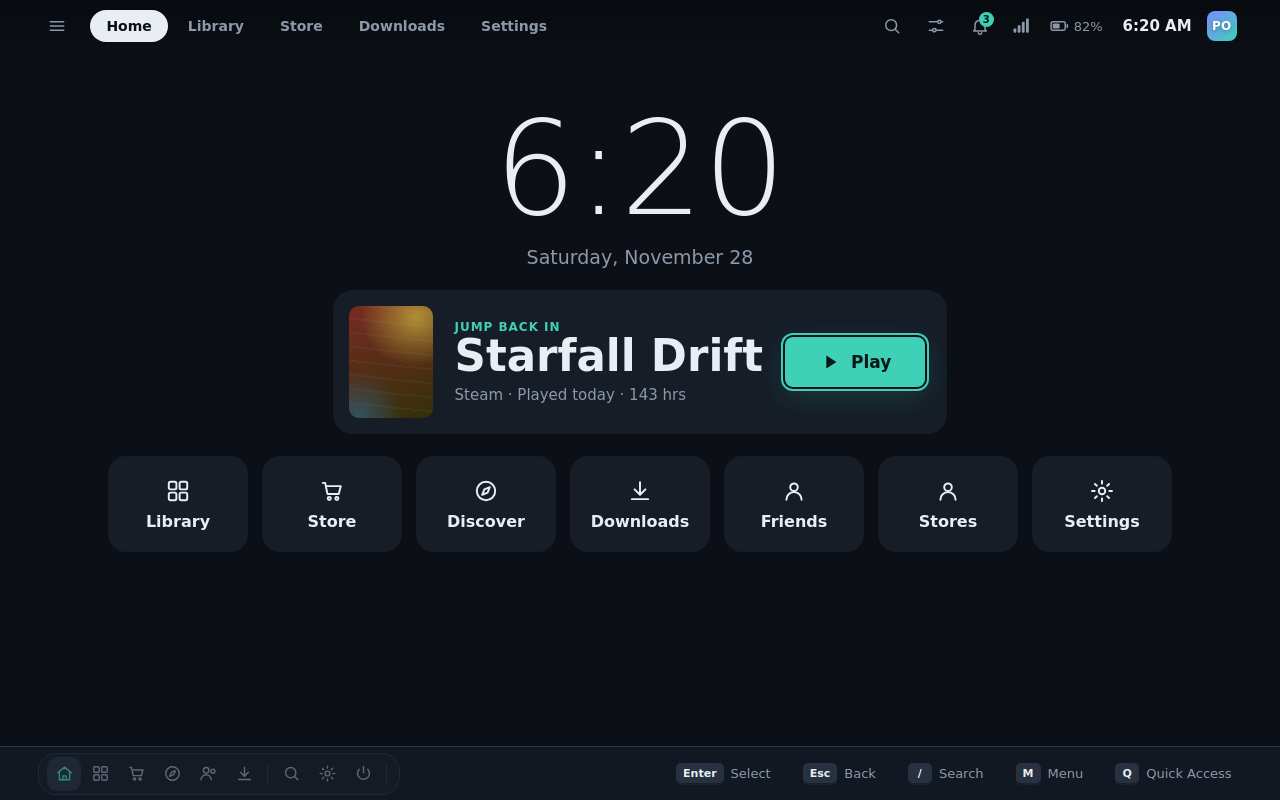 Home Library Store Downloads Settings 3 82% 6:20 AM PO
6:20
Saturday, November 28
JUMP BACK IN
Starfall Drift
Steam · Played today · 143 hrs
Play
Library Store Discover Downloads Friends Stores Settings
Enter Select Esc Back / Search M Menu Q Quick Access